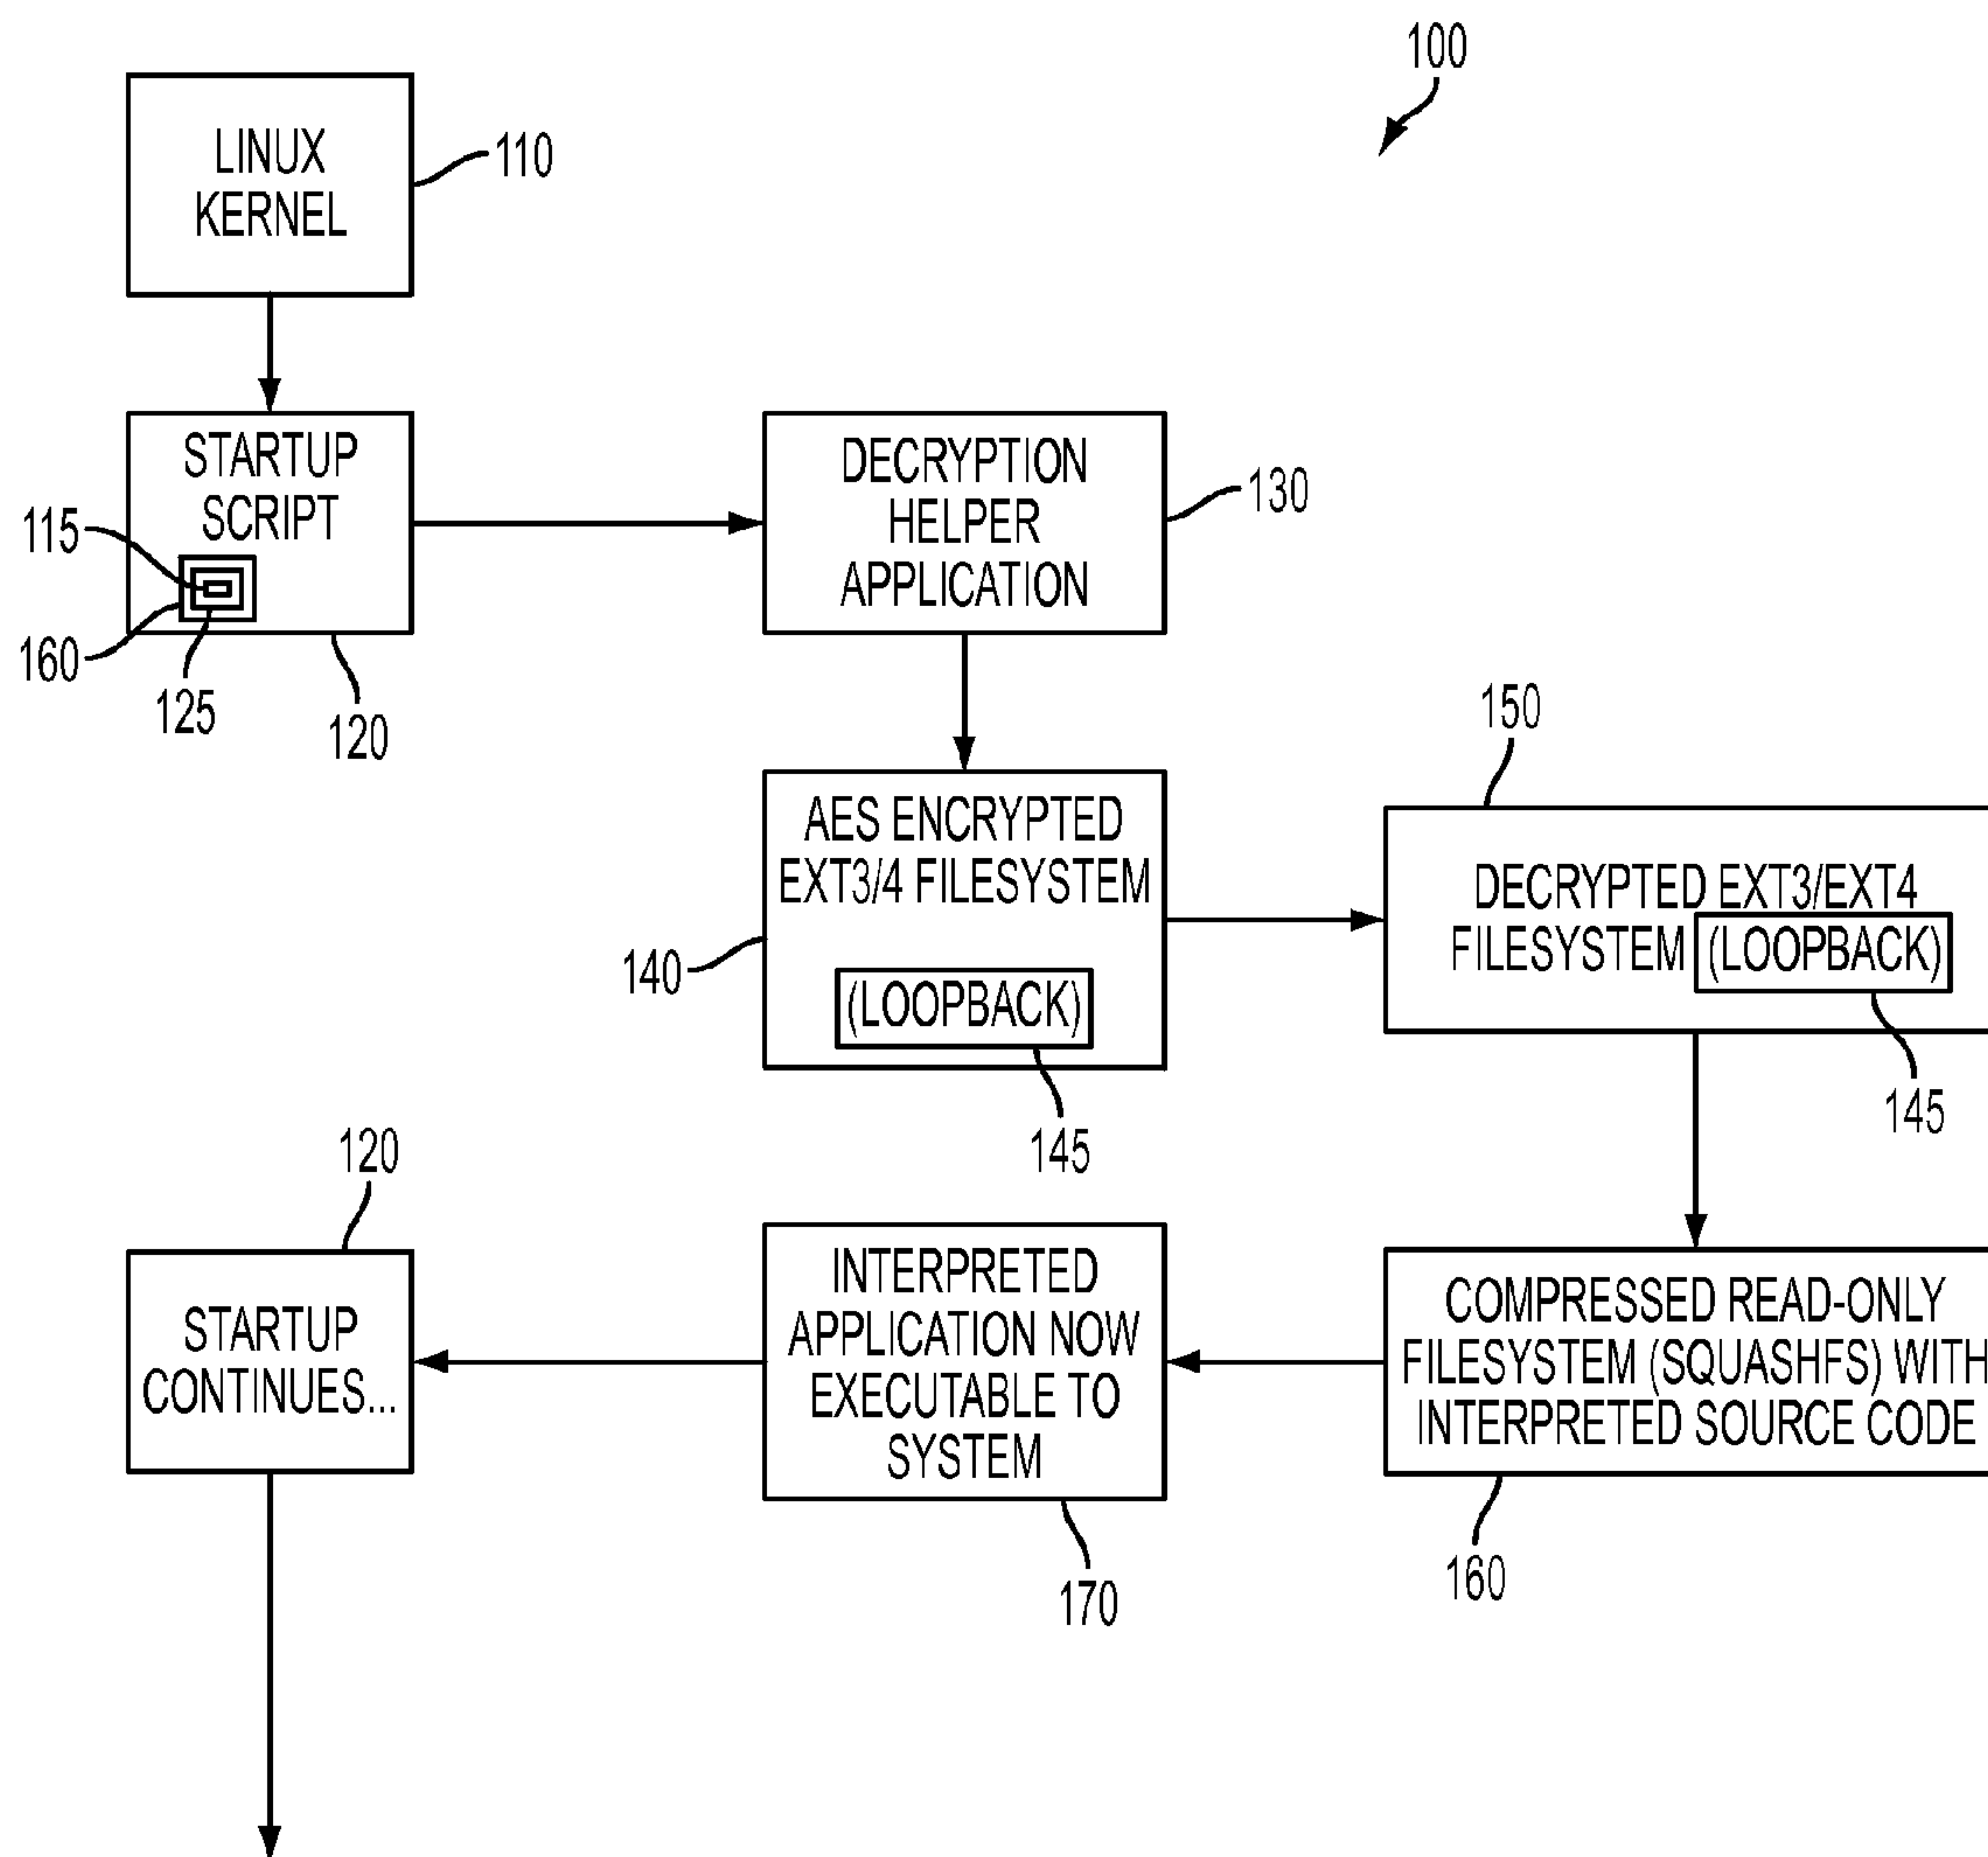 100
LINUX
KERNEL
110
STARTUP
SCRIPT
115
160
125
120
DECRYPTION
HELPER
APPLICATION
130
AES ENCRYPTED
EXT3/4 FILESYSTEM
(LOOPBACK)
140
145
150
DECRYPTED EXT3/EXT4
FILESYSTEM (LOOPBACK)
145
120
STARTUP
CONTINUES...
INTERPRETED
APPLICATION NOW
EXECUTABLE TO
SYSTEM
170
COMPRESSED READ-ONLY
FILESYSTEM (SQUASHFS) WITH
INTERPRETED SOURCE CODE
160